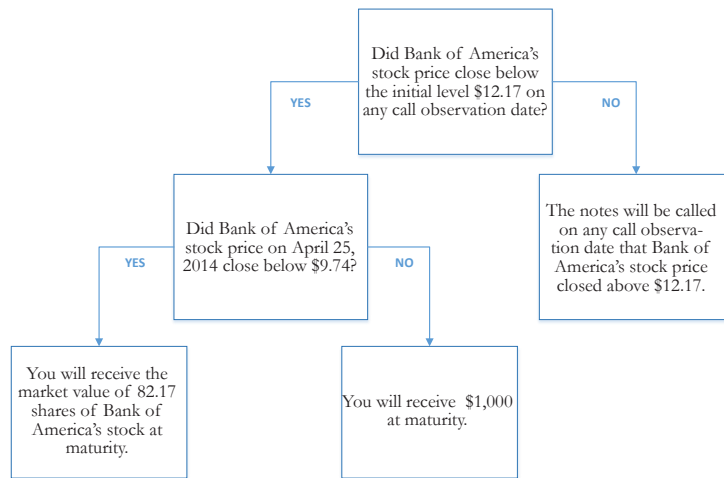 Did Bank of America's
stock price close below
the initial level $12.17 on
any call observation date?
YES
NO
Did Bank of America's
stock price on April 25,
2014 close below $9.74?
The notes will be called
on any call observa-
tion date that Bank of
America's stock price
closed above $12.17.
YES
NO
You will receive the
market value of 82.17
shares of Bank of
America's stock at
maturity.
You will receive $1,000
at maturity.